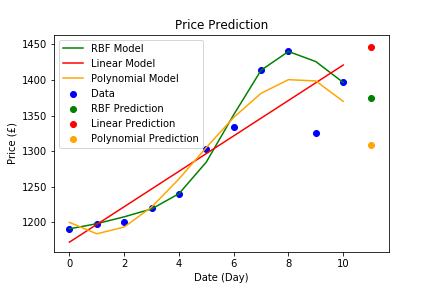 Price Prediction
Price (£)
1450
1400
1350
1300
1250
1200
RBF Model
Linear Model
Polynomial Model
Data
RBF Prediction
Linear Prediction
Polynomial Prediction
0 2 4 6 8 10
Date (Day)